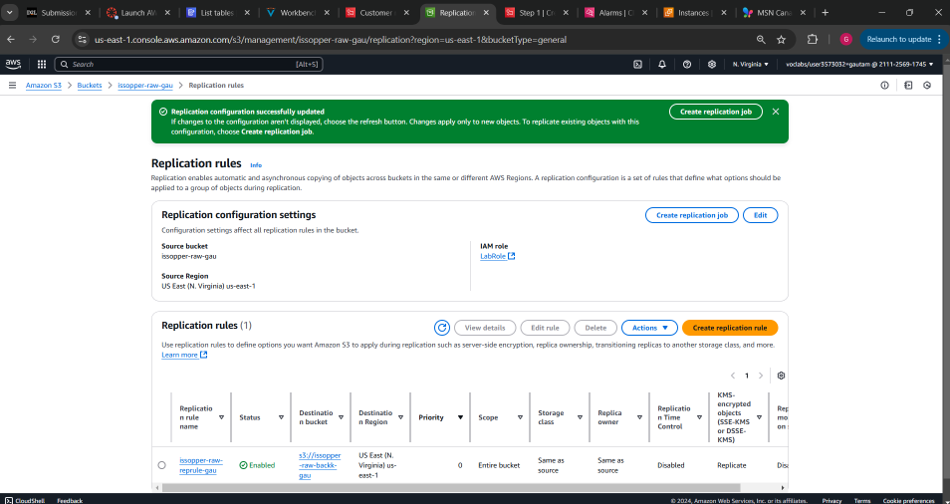 Submission
Launch AW
List tables
Workbenc
Customer
Replication
Step 1 | Cr
Alarms | C
Instances |
MSN Cana
us-east-1.console.aws.amazon.com/s3/management/issopper-raw-gau/replication?region=us-east-1&bucketType=general
G
Relaunch to update
aws
Search
[Alt+S]
N. Virginia
voclabs/user3573032=gautam @ 2111-2569-1745
Amazon S3 > Buckets > issopper-raw-gau > Replication rules
Replication configuration successfully updated
If changes to the configuration aren't displayed, choose the refresh button. Changes apply only to new objects. To replicate existing objects with this
configuration, choose Create replication job.
Create replication job
Replication rules Info
Replication enables automatic and asynchronous copying of objects across buckets in the same or different AWS Regions. A replication configuration is a set of rules that define what options should be
applied to a group of objects during replication.
Replication configuration settings
Create replication job
Edit
Configuration settings affect all replication rules in the bucket.
Source bucket
issopper-raw-gau
Source Region
US East (N. Virginia) us-east-1
IAM role
LabRole
Replication rules (1)
View details
Edit rule
Delete
Actions
Create replication rule
Use replication rules to define options you want Amazon S3 to apply during replication such as server-side encryption, replica ownership, transitioning replicas to another storage class, and more.
Learn more
1
Replicatio
n rule
name
Status
Destinatio
n bucket
Destinatio
n Region
Priority
Scope
Storage
class
Replica
owner
Replicatio
n Time
Control
KMS-
encrypted
objects
(SSE-KMS
or DSSE-
KMS)
Rep
mo
on
issopper-raw-
reprule-gau
Enabled
s3://issopper
-raw-backk-
gau
US East (N.
Virginia) us-
east-1
0
Entire bucket
Same as
source
Same as
source
Disabled
Replicate
Disa
CloudShell
Feedback
© 2024, Amazon Web Services, Inc. or its affiliates.
Privacy
Terms
Cookie preferences